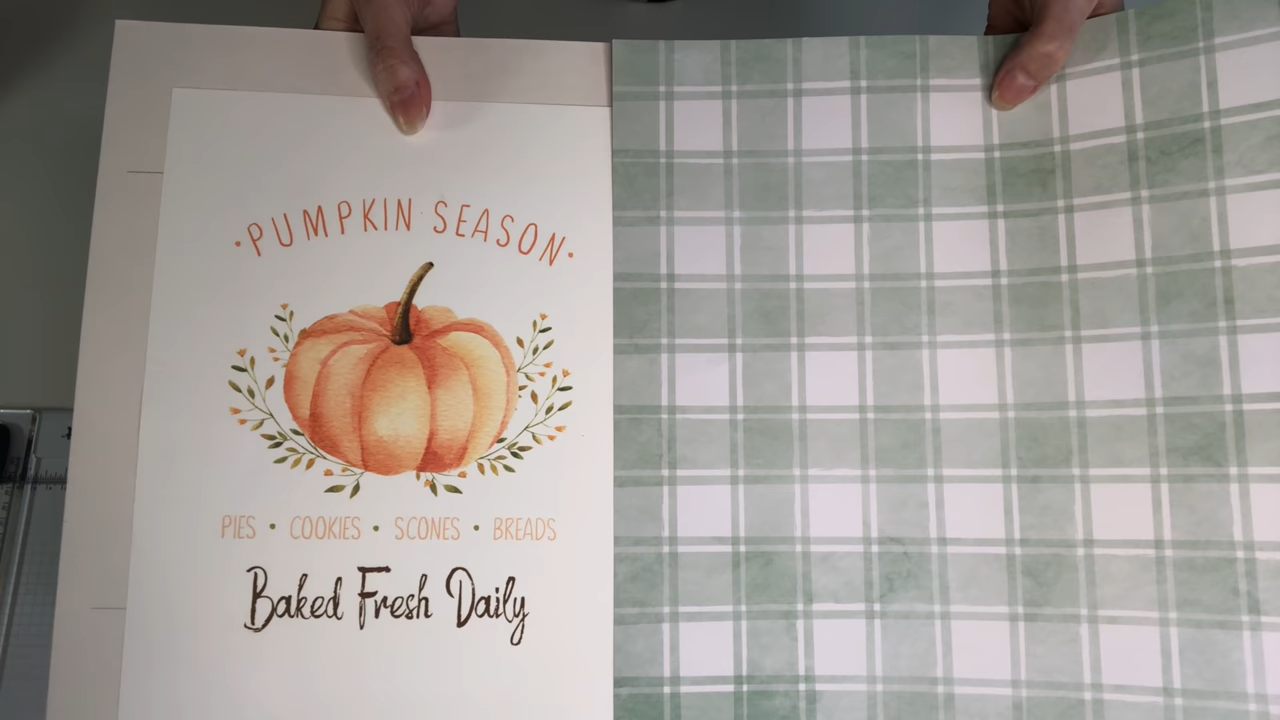 •PUMPKIN SEASON•
PIES • COOKIES • SCONES • BREADS
Baked Fresh Daily